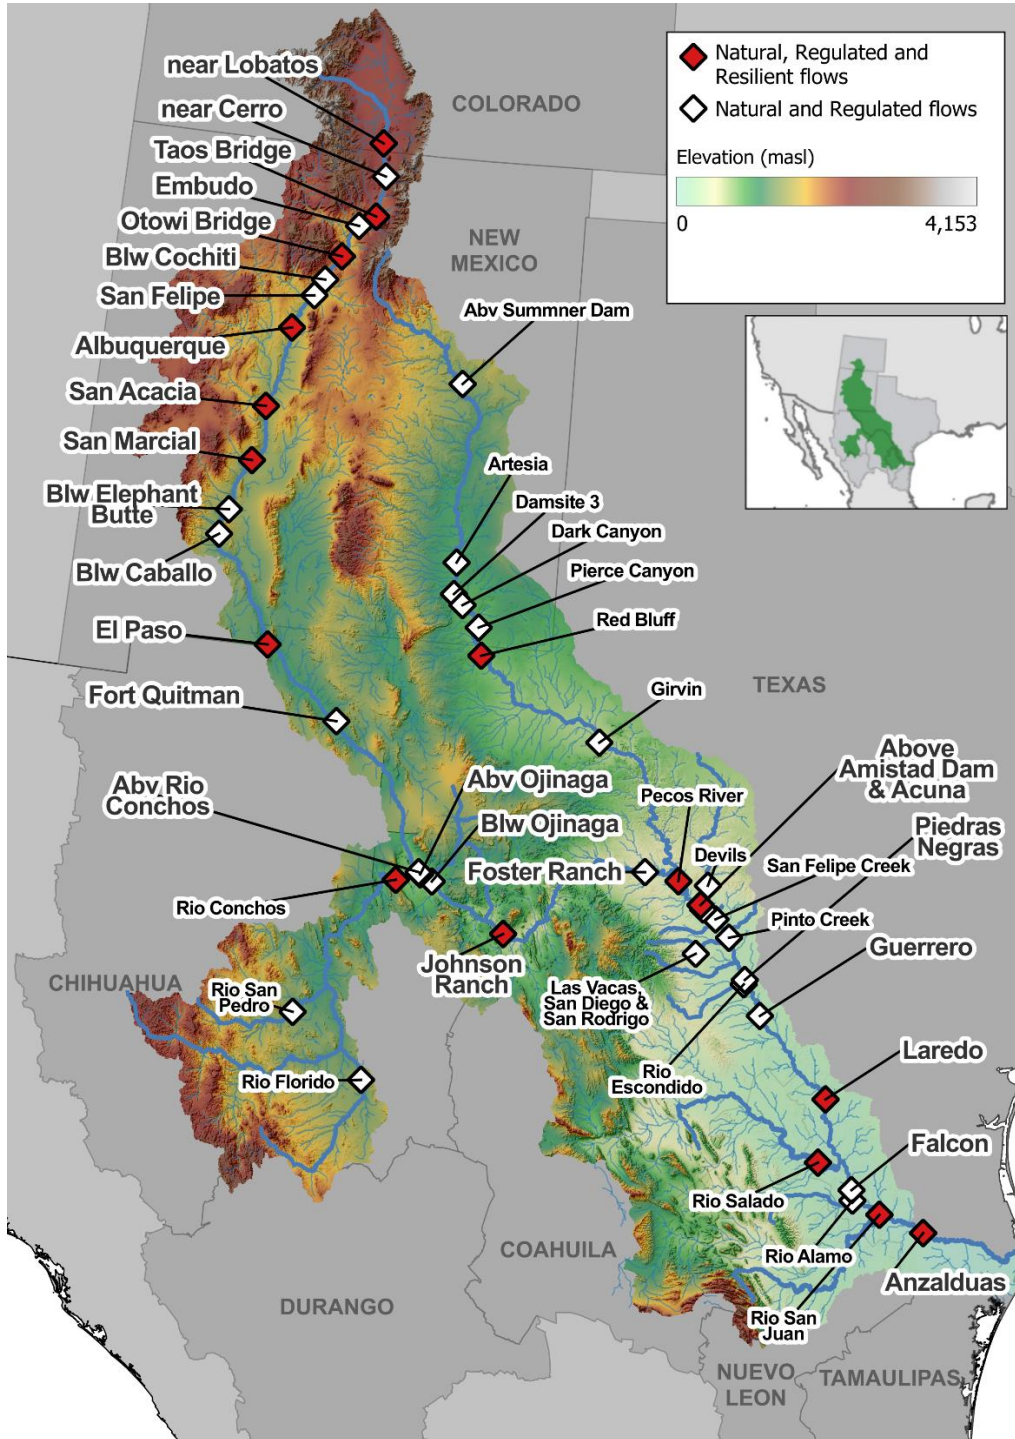 near Lobatos
near Cerro
Taos Bridge
Embudo
Otowi Bridge
Blw Cochiti
San Felipe
Albuquerque
San Acacia
San Marcial
Blw Elephant
Butte
Blw Caballo
El Paso
Fort Quitman
Abv Rio
Conchos
COLORADO
NEW
MEXICO
Natural, Regulated and
Resilient flows
Natural and Regulated flows
Elevation (masl)
0
4,153
Abv Summner Dam
Artesia
Damsite 3
Dark Canyon
Pierce Canyon
Red Bluff
TEXAS
Girvin
Above
Amistad Dam
& Acuna
Abv Ojinaga
Blw Ojinaga
Pecos River
Piedras
Negras
Foster Ranch
Devils
San Felipe Creek
Rio Conchos
Pinto Creek
Guerrero
Johnson
Ranch
CHIHUAHUA
Rio San
Pedro
Las Vacas,
San Diego &
San Rodrigo
Rio Florido
Rio
Escondido
Laredo
Falcon
Rio Salado
COAHUILA
Rio Alamo
Anzalduas
DURANGO
Rio San
Juan
NUEVO
LEON
TAMAULIPAS